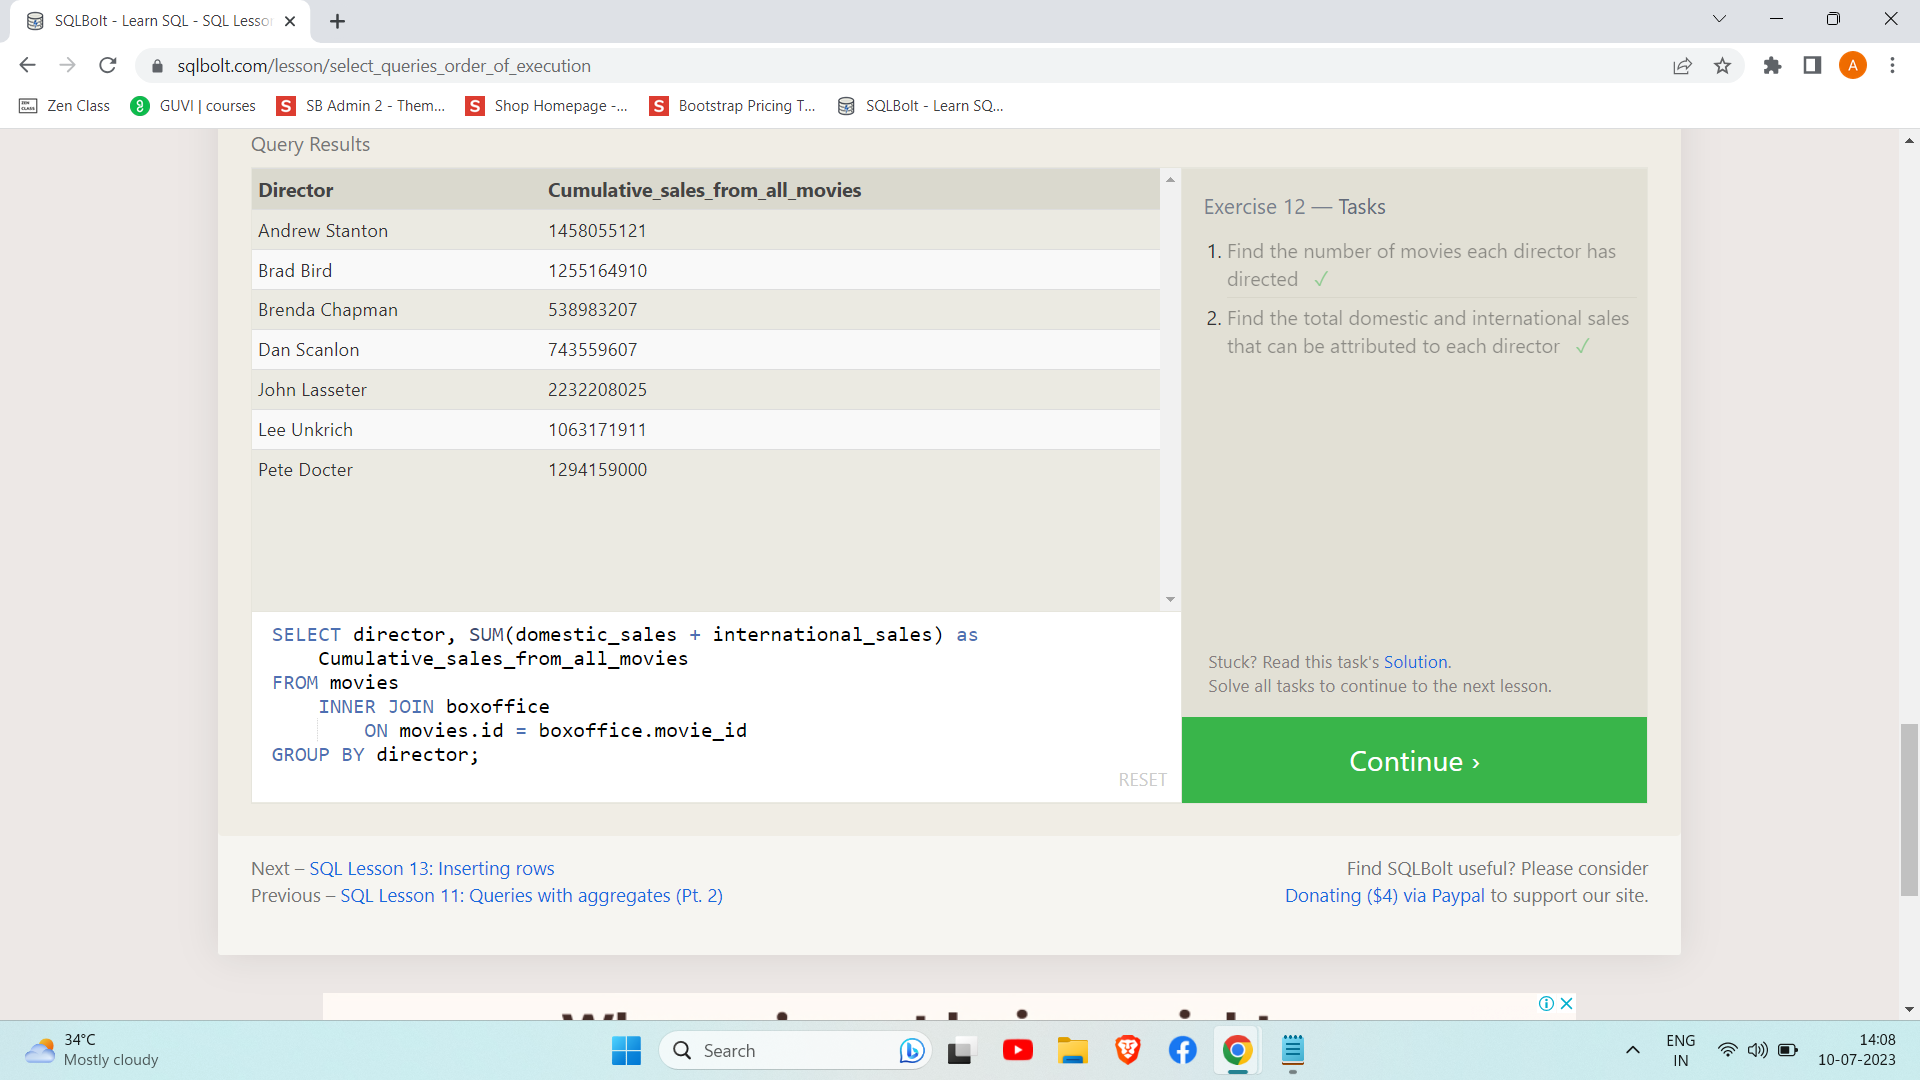 SQLBolt - Learn SQL - SQL Lesson
sqlbolt.com/lesson/select_queries_order_of_execution
A
Zen Class
GUVI | courses
S SB Admin 2 - Them...
S Shop Homepage -...
S Bootstrap Pricing T...
SQLBolt - Learn SQ...
Query Results
Director Cumulative_sales_from_all_movies
Andrew Stanton 1458055121
Brad Bird 1255164910
Brenda Chapman 538983207
Dan Scanlon 743559607
John Lasseter 2232208025
Lee Unkrich 1063171911
Pete Docter 1294159000
SELECT director, SUM(domestic_sales + international_sales) as
Cumulative_sales_from_all_movies
FROM movies
INNER JOIN boxoffice
ON movies.id = boxoffice.movie_id
GROUP BY director;
RESET
Exercise 12 — Tasks
1. Find the number of movies each director has
directed ✓
2. Find the total domestic and international sales
that can be attributed to each director ✓
Stuck? Read this task's Solution.
Solve all tasks to continue to the next lesson.
Continue ›
Next – SQL Lesson 13: Inserting rows
Previous – SQL Lesson 11: Queries with aggregates (Pt. 2)
Find SQLBolt useful? Please consider
Donating ($4) via Paypal to support our site.
34°C
Mostly cloudy
Search
ENG
IN
14:08
10-07-2023